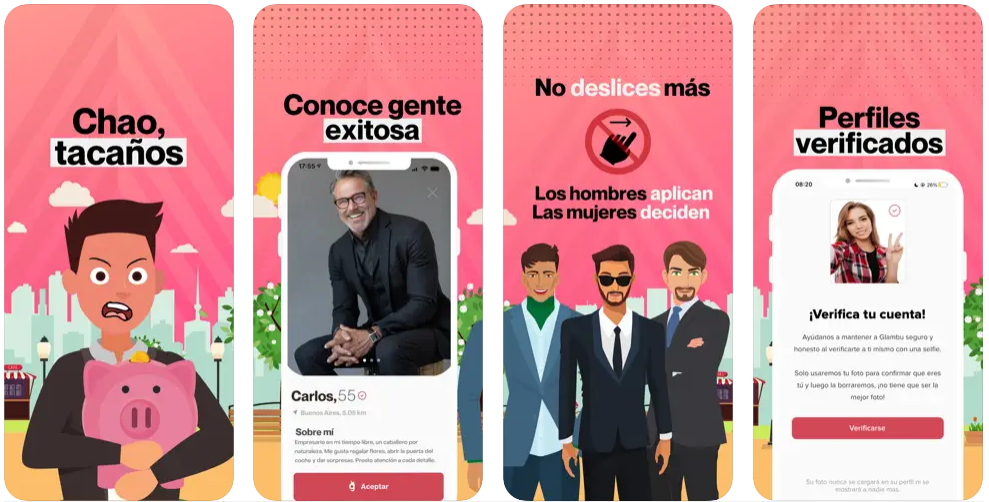 Chao,
tacaños
CAFE
Conoce gente
exitosa
17:55
Carlos, 55
Buenos Aires, 5.03 km
Sobre mí
Empresario en mi tiempo libre, un caballero por
naturaleza. Me gusta regalar flores, abrir la puerta del
coche y dar sorpresas. Presto atención a cada detalle.
Aceptar
No deslices más
Los hombres aplican
Las mujeres deciden
Perfiles
verificados
08:20
26%
¡Verifica tu cuenta!
Ayúdanos a mantener a Glambu seguro y
honesto al verificarte a ti mismo con una selfie.
Solo usaremos tu foto para confirmar que eres
tú y luego la borraremos, ¡no tiene que ser la
mejor foto!
Verificarse
Su foto nunca se cargará en su perfil ni se
mostrará a nadie mas.